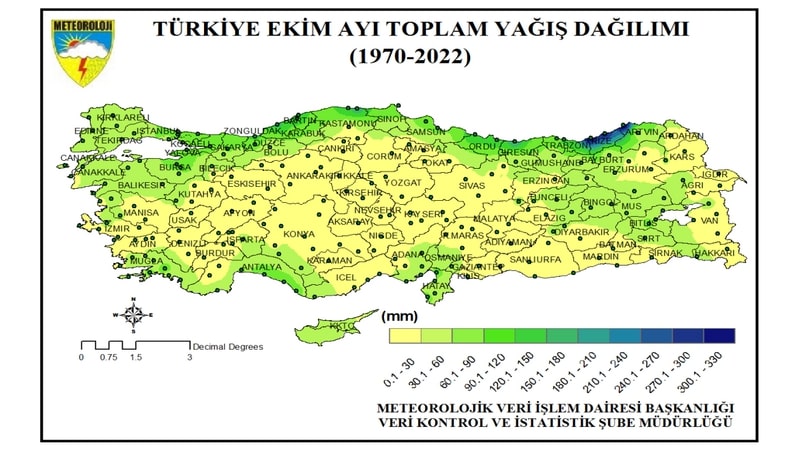 METEOROLOJİ
TÜRKİYE EKİM AYI TOPLAM YAĞIŞ DAĞILIMI
(1970-2022)
KIRKLARELİ
EDİRNE
TEKİRDAĞ
İSTANBUL
KOCAELİ
YALOVA
ÇANAKKALE
ÇANAKKALE
BURSA
BALIKESİR
BİLECİK
SAKARYA
DÜZCE
BOLU
ZONGULDAK
BARTIN
KARABÜK
KASTAMONU
SİNOP
SAMSUN
ORDU
GİRESUN
TRABZON
RİZE
ARTVİN
ARDAHAN
KARS
IĞDIR
AĞRI
ERZURUM
BAYBURT
GÜMÜŞHANE
ERZİNCAN
TUNCELİ
BİNGÖL
MUŞ
BİTLİS
VAN
HAKKARİ
ŞIRNAK
SİİRT
BATMAN
MARDİN
DİYARBAKIR
ELAZIĞ
MALATYA
ADIYAMAN
ŞANLIURFA
K.MARAŞ
GAZİANTEP
KİLİS
OSMANİYE
HATAY
ADANA
İÇEL
KARAMAN
NİĞDE
KAYSERİ
SİVAS
TOKAT
AMASYA
ÇORUM
ÇANKIRI
ANKARA
KIRIKKALE
YOZGAT
KIRŞEHİR
NEVŞEHİR
AKSARAY
KONYA
ESKİŞEHİR
KÜTAHYA
AFYON
UŞAK
MANİSA
İZMİR
AYDIN
DENİZLİ
ISPARTA
BURDUR
MUĞLA
ANTALYA
KKTC
N
W E
S
0 0.75 1.5 3
Decimal Degrees
(mm)
0.1 - 30
30.1 - 60
60.1 - 90
90.1 - 120
120.1 - 150
150.1 - 180
180.1 - 210
210.1 - 240
240.1 - 270
270.1 - 300
300.1 - 330
METEOROLOJİK VERİ İŞLEM DAİRESİ BAŞKANLIĞI
VERİ KONTROL VE İSTATİSTİK ŞUBE MÜDÜRLÜĞÜ